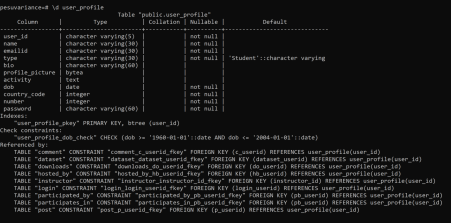 pesuvariance=# \d user_profile
Table "public.user_profile"
Column | Type | Collation | Nullable | Default
user_id | character varying(5) | | not null |
name | character varying(30) | | not null |
emailid | character varying(30) | | not null |
type | character varying(30) | | not null | 'Student'::character varying
bio | character varying(60) | | |
profile_picture | bytea | | |
activity | text | | |
dob | date | | not null |
country_code | integer | | not null |
number | integer | | not null |
password | character varying(60) | | not null |
Indexes:
"user_profile_pkey" PRIMARY KEY, btree (user_id)
Check constraints:
"user_profile_dob_check" CHECK (dob >= '1960-01-01'::date AND dob <= '2004-01-01'::date)
Referenced by:
TABLE "comment" CONSTRAINT "comment_c_userid_fkey" FOREIGN KEY (c_userid) REFERENCES user_profile(user_id)
TABLE "dataset" CONSTRAINT "dataset_dataset_userid_fkey" FOREIGN KEY (dataset_userid) REFERENCES user_profile(user_id)
TABLE "downloads" CONSTRAINT "downloads_do_userid_fkey" FOREIGN KEY (do_userid) REFERENCES user_profile(user_id)
TABLE "hosted_by" CONSTRAINT "hosted_by_hb_userid_fkey" FOREIGN KEY (hb_userid) REFERENCES user_profile(user_id)
TABLE "instructor" CONSTRAINT "instructor_instructor_id_fkey" FOREIGN KEY (instructor_id) REFERENCES user_profile(user_id)
TABLE "login" CONSTRAINT "login_login_userid_fkey" FOREIGN KEY (login_userid) REFERENCES user_profile(user_id)
TABLE "participated_by" CONSTRAINT "participated_by_pb_userid_fkey" FOREIGN KEY (pb_userid) REFERENCES user_profile(user_id)
TABLE "participates_in" CONSTRAINT "participates_in_pb_userid_fkey" FOREIGN KEY (pb_userid) REFERENCES user_profile(user_id)
TABLE "post" CONSTRAINT "post_p_userid_fkey" FOREIGN KEY (p_userid) REFERENCES user_profile(user_id)